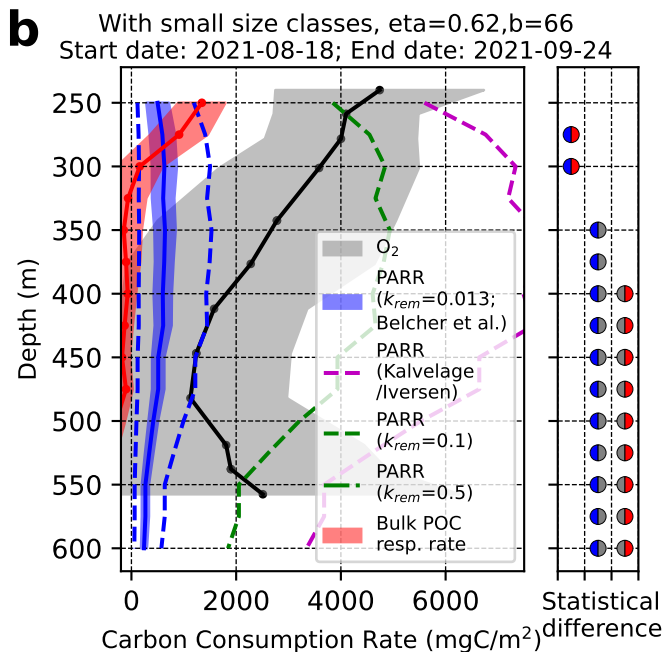 b
With small size classes, eta=0.62,b=66
Start date: 2021-08-18; End date: 2021-09-24
250
300
350
400
450
500
550
600
Depth (m)
O₂
PARR
(k_rem=0.013;
Belcher et al.)
PARR
(Kalvelage
/Iversen)
PARR
(k_rem=0.1)
PARR
(k_rem=0.5)
Bulk POC
resp. rate
0
2000
4000
6000
Carbon Consumption Rate (mgC/m²)
Statistical
difference